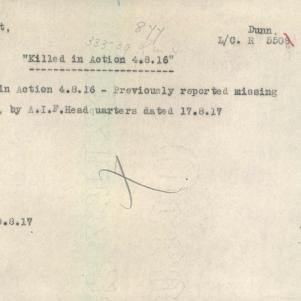 t,
Dunn.
L/C. R 5509
"Killed in Action 4.8.16"
in Action 4.8.16 - Previously reported missing
, by A.I.F.Headquarters dated 17.8.17
.8.17